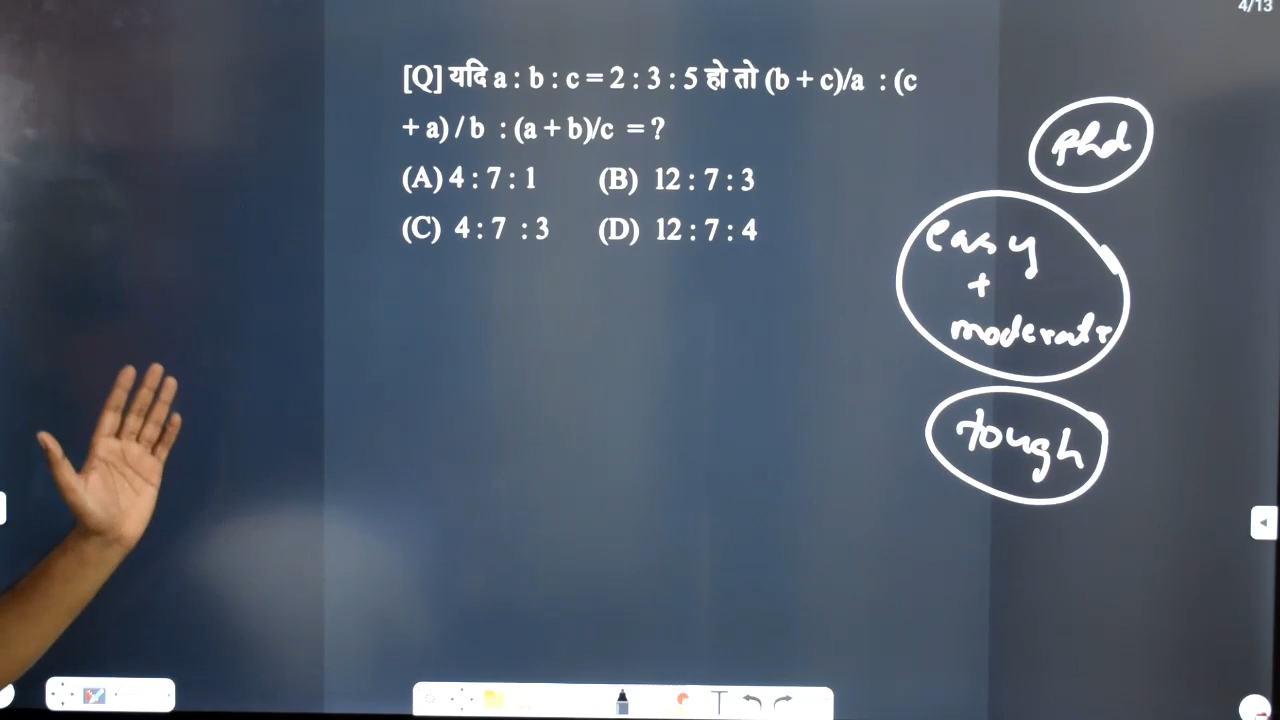 4/13
[Q] यदि a : b : c = 2 : 3 : 5 हो तो (b + c)/a : (c
+ a) / b : (a + b)/c = ?
(A) 4 : 7 : 1 (B) 12 : 7 : 3
(C) 4 : 7 : 3 (D) 12 : 7 : 4
Phd
easy
+
moderate
tough
T